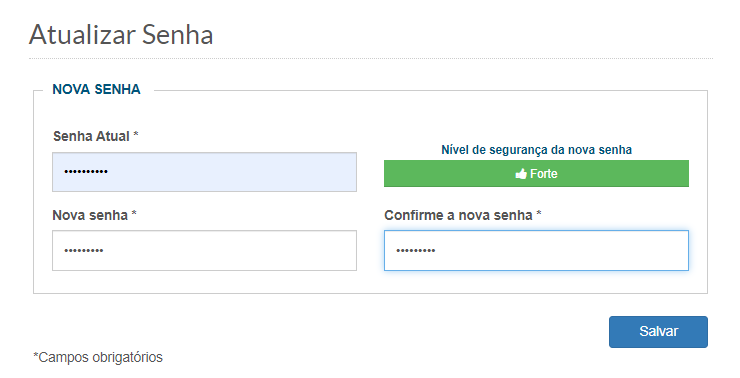 Atualizar Senha
NOVA SENHA
Senha Atual *
••••••••••
Nível de segurança da nova senha
Forte
Nova senha *
•••••••••
Confirme a nova senha *
•••••••••
Salvar
*Campos obrigatórios